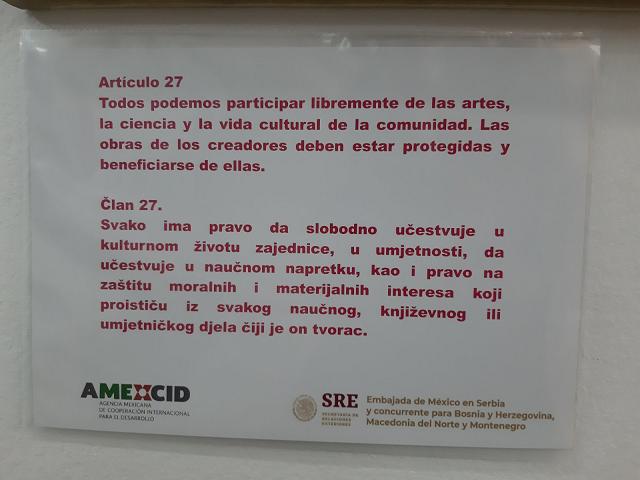 Artículo 27
Todos podemos participar libremente de las artes,
la ciencia y la vida cultural de la comunidad. Las
obras de los creadores deben estar protegidas y
beneficiarse de ellas.
Član 27.
Svako ima pravo da slobodno učestvuje u
kulturnom životu zajednice, u umjetnosti, da
učestvuje u naučnom napretku, kao i pravo na
zaštitu moralnih i materijalnih interesa koji
proističu iz svakog naučnog, književnog ili
umjetničkog djela čiji je on tvorac.
AMEXCID
AGENCIA MEXICANA
DE COOPERACIÓN INTERNACIONAL
PARA EL DESARROLLO
SRE
SECRETARÍA DE
RELACIONES
EXTERIORES
Embajada de México en Serbia
y concurrente para Bosnia y Herzegovina,
Macedonia del Norte y Montenegro